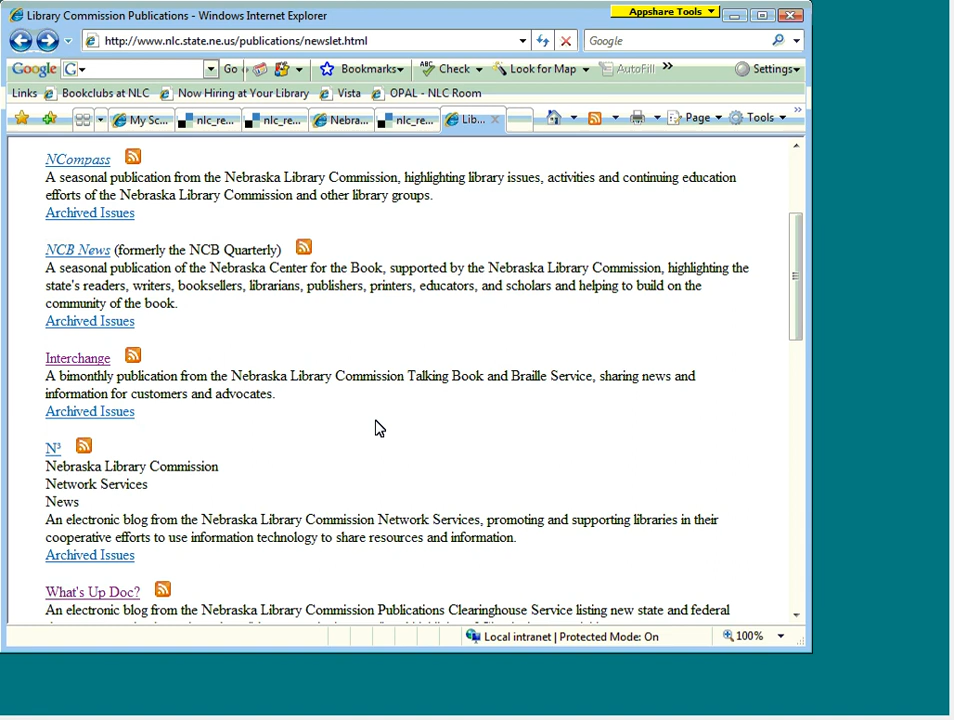 Library Commission Publications - Windows Internet Explorer
Appshare Tools
http://www.nlc.state.ne.us/publications/newslet.html
Google
Google G Go Bookmarks ABC Check Look for Map AutoFill » Settings
Links Bookclubs at NLC Now Hiring at Your Library Vista OPAL - NLC Room
My Sc... nlc_re... nlc_re... Nebra... nlc_re... Lib... Page Tools »
NCompass
A seasonal publication from the Nebraska Library Commission, highlighting library issues, activities and continuing education
efforts of the Nebraska Library Commission and other library groups.
Archived Issues
NCB News (formerly the NCB Quarterly)
A seasonal publication of the Nebraska Center for the Book, supported by the Nebraska Library Commission, highlighting the
state's readers, writers, booksellers, librarians, publishers, printers, educators, and scholars and helping to build on the
community of the book.
Archived Issues
Interchange
A bimonthly publication from the Nebraska Library Commission Talking Book and Braille Service, sharing news and
information for customers and advocates.
Archived Issues
N³
Nebraska Library Commission
Network Services
News
An electronic blog from the Nebraska Library Commission Network Services, promoting and supporting libraries in their
cooperative efforts to use information technology to share resources and information.
Archived Issues
What's Up Doc?
An electronic blog from the Nebraska Library Commission Publications Clearinghouse Service listing new state and federal
Local intranet | Protected Mode: On
100%